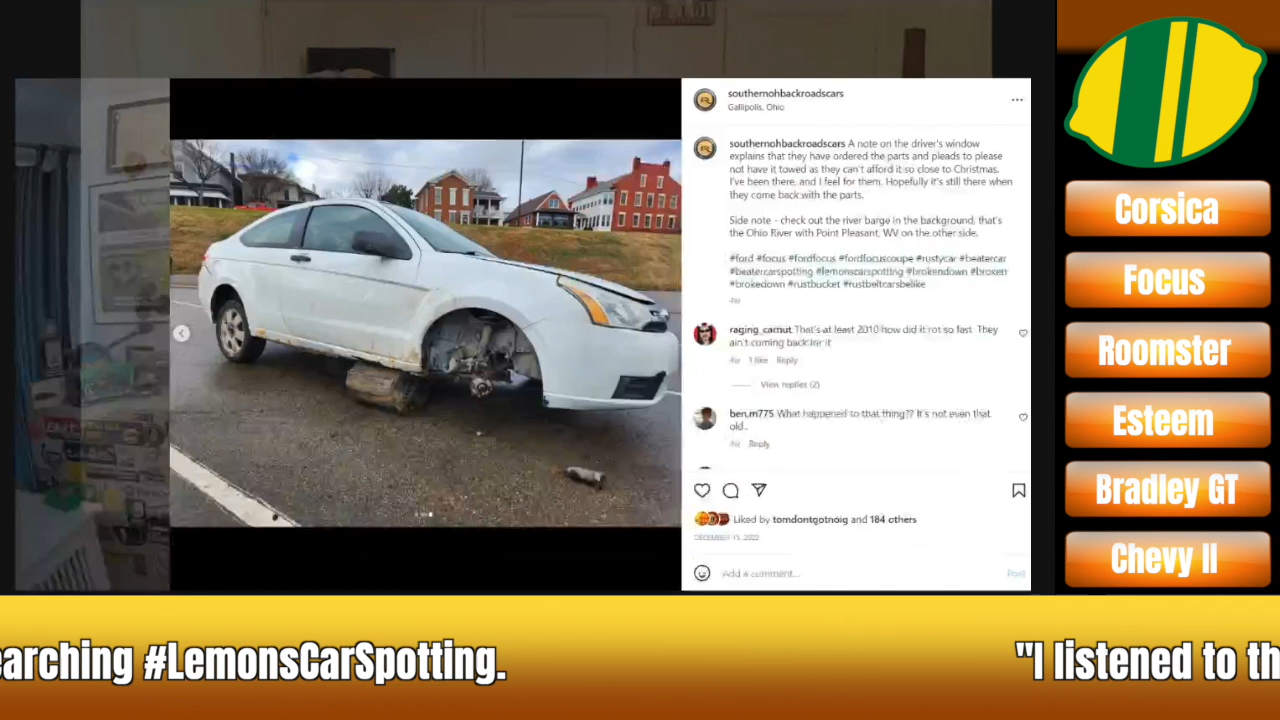 southernohbackroadscars
Gallipolis, Ohio
southernohbackroadscars A note on the driver's window
explains that they have ordered the parts and pleads to please
not have it towed as they can't afford it so close to Christmas.
I've been there, and I feel for them. Hopefully it's still there when
they come back with the parts.
Side note - check out the river barge in the background, that's
the Ohio River with Point Pleasant, WV on the other side.
#ford #focus #fordfocus #fordfocuscoupe #rustycar #beatercar
#beatercarspotting #lemonscarspotting #brokendown #broken
#brokedown #rustbucket #rustbeltcarsbelike
4w
raging_carnut That's at least 2010 how did it rot so fast. They
ain't coming back for it
4w 1 like Reply
View replies (2)
ben.m775 What happened to that thing?? It's not even that
old..
4w Reply
Liked by tomdontgotnoig and 184 others
DECEMBER 15, 2022
Add a comment...
Post
Corsica
Focus
Roomster
Esteem
Bradley GT
Chevy II
earching #LemonsCarSpotting.
"I listened to th